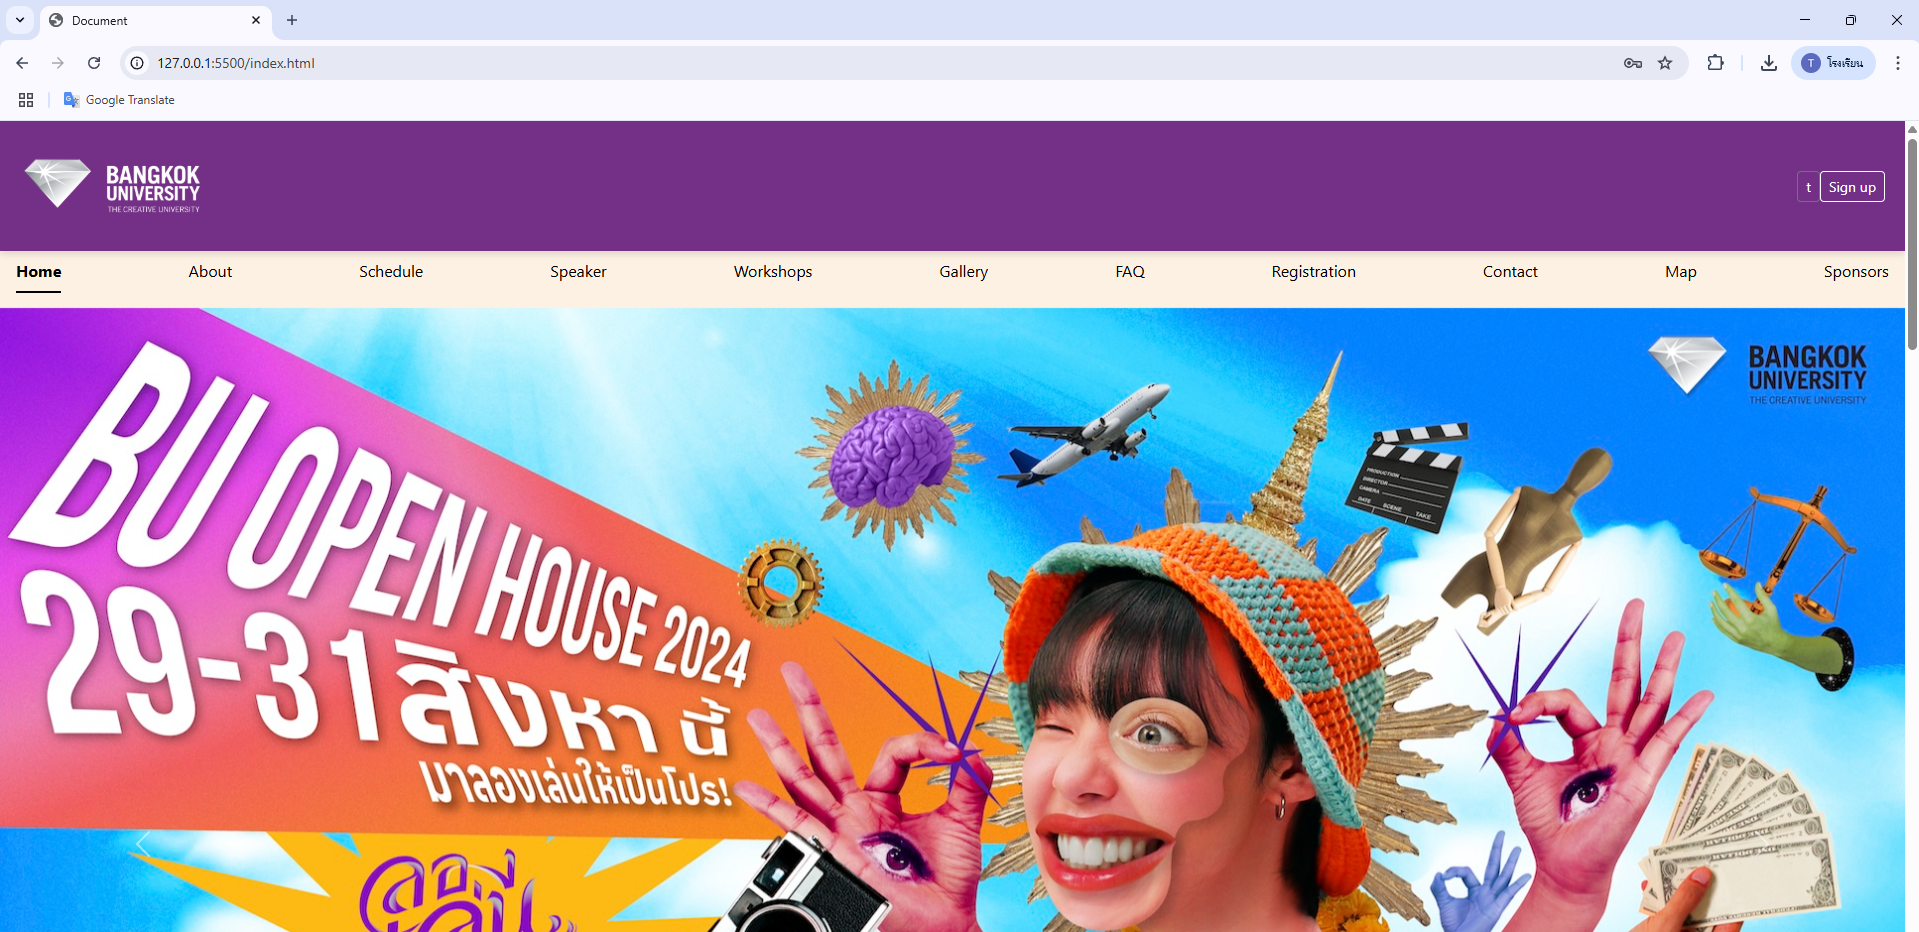 Document
127.0.0.1:5500/index.html
T โรงเรียน
Google Translate
BANGKOK
UNIVERSITY
THE CREATIVE UNIVERSITY
t Sign up
Home About Schedule Speaker Workshops Gallery FAQ Registration Contact Map Sponsors
BU OPEN HOUSE 2024
29-31 สิงหา นี้
มาลองเล่นให้เป็นโปร!
BANGKOK
UNIVERSITY
THE CREATIVE UNIVERSITY
PRODUCTION
DIRECTOR
CAMERA
DATE SCENE TAKE